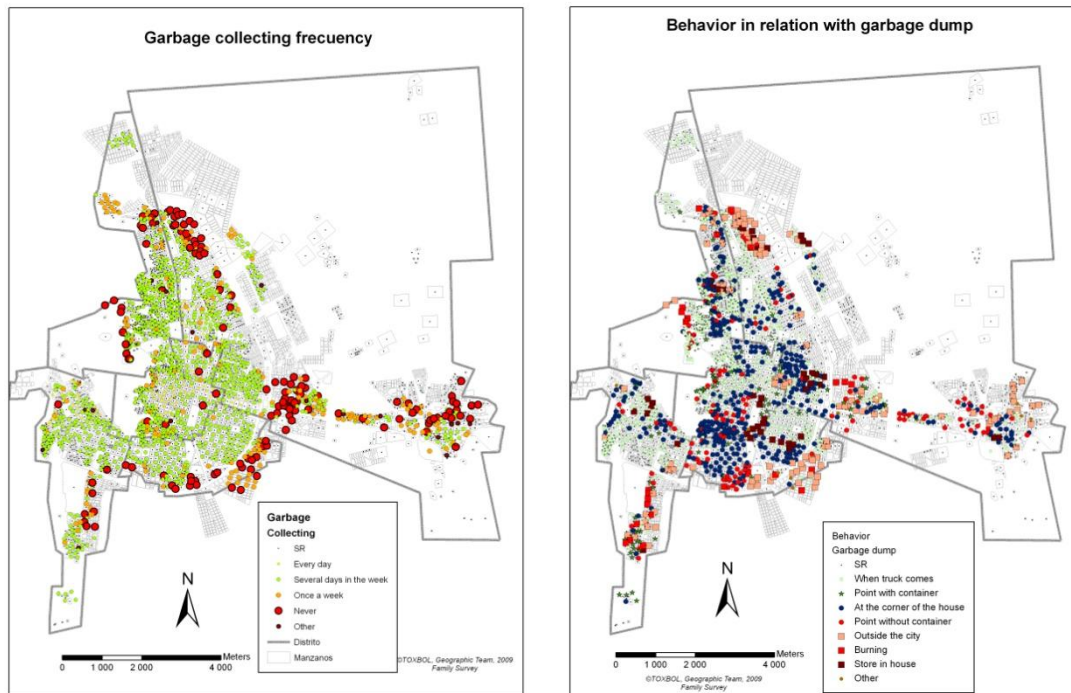 Garbage collecting frecuency
N
Garbage
Collecting
SR
Every day
Several days in the week
Once a week
Never
Other
Distrito
Manzanos
Meters
0 1 000 2 000 4 000
©TOXBOL, Geographic Team, 2009
Family Survey
Behavior in relation with garbage dump
N
Behavior
Garbage dump
SR
When truck comes
Point with container
At the corner of the house
Point without container
Outside the city
Burning
Store in house
Other
Meters
0 1 000 2 000 4 000
©TOXBOL, Geographic Team, 2009
Family Survey